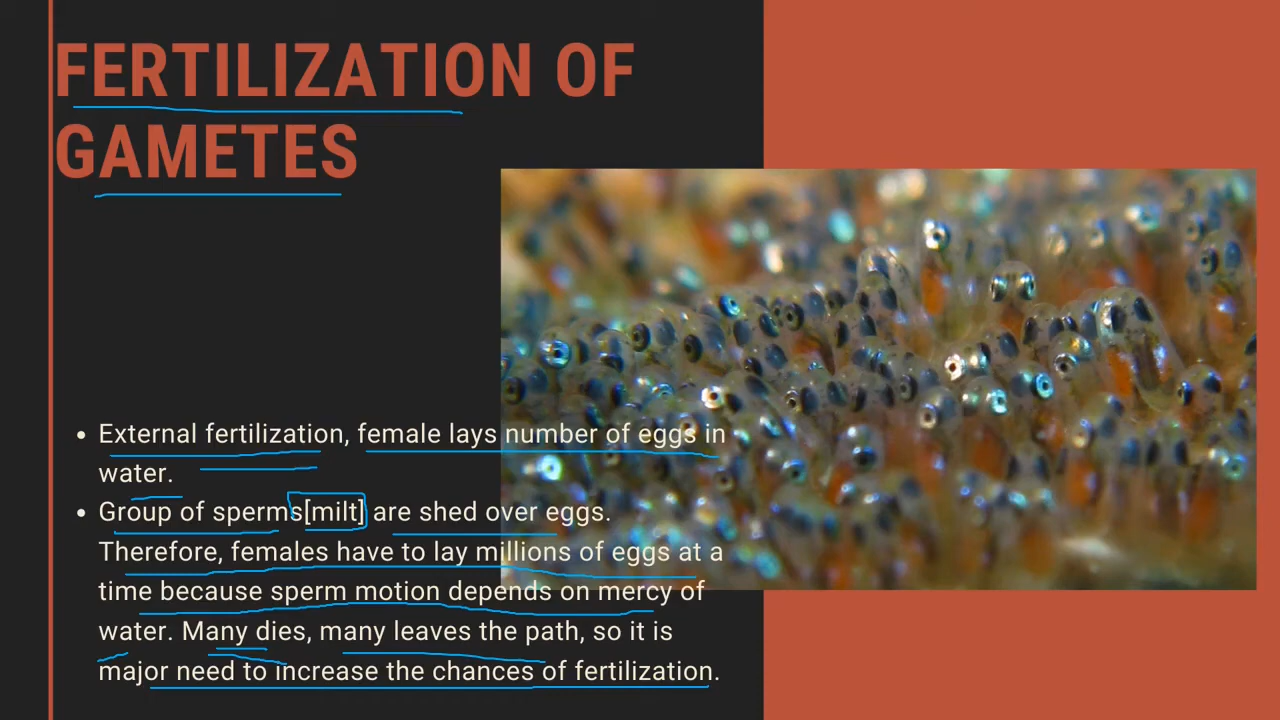 FERTILIZATION OF
GAMETES
• External fertilization, female lays number of eggs in
water.
• Group of sperms[milt] are shed over eggs.
Therefore, females have to lay millions of eggs at a
time because sperm motion depends on mercy of
water. Many dies, many leaves the path, so it is
major need to increase the chances of fertilization.